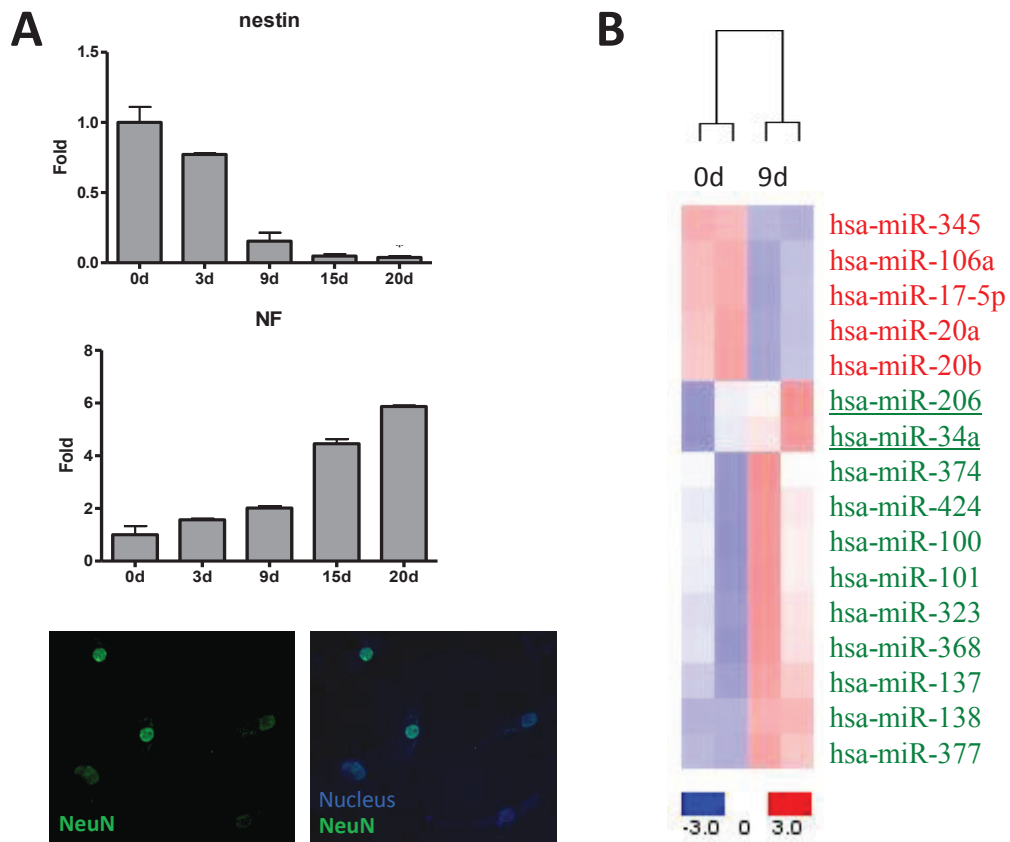 A
nestin
Fold
1.5
1.0
0.5
0.0
0d 3d 9d 15d 20d
NF
Fold
8
6
4
2
0
0d 3d 9d 15d 20d
NeuN
Nucleus
NeuN
B
0d 9d
hsa-miR-345
hsa-miR-106a
hsa-miR-17-5p
hsa-miR-20a
hsa-miR-20b
hsa-miR-206
hsa-miR-34a
hsa-miR-374
hsa-miR-424
hsa-miR-100
hsa-miR-101
hsa-miR-323
hsa-miR-368
hsa-miR-137
hsa-miR-138
hsa-miR-377
-3.0 0 3.0